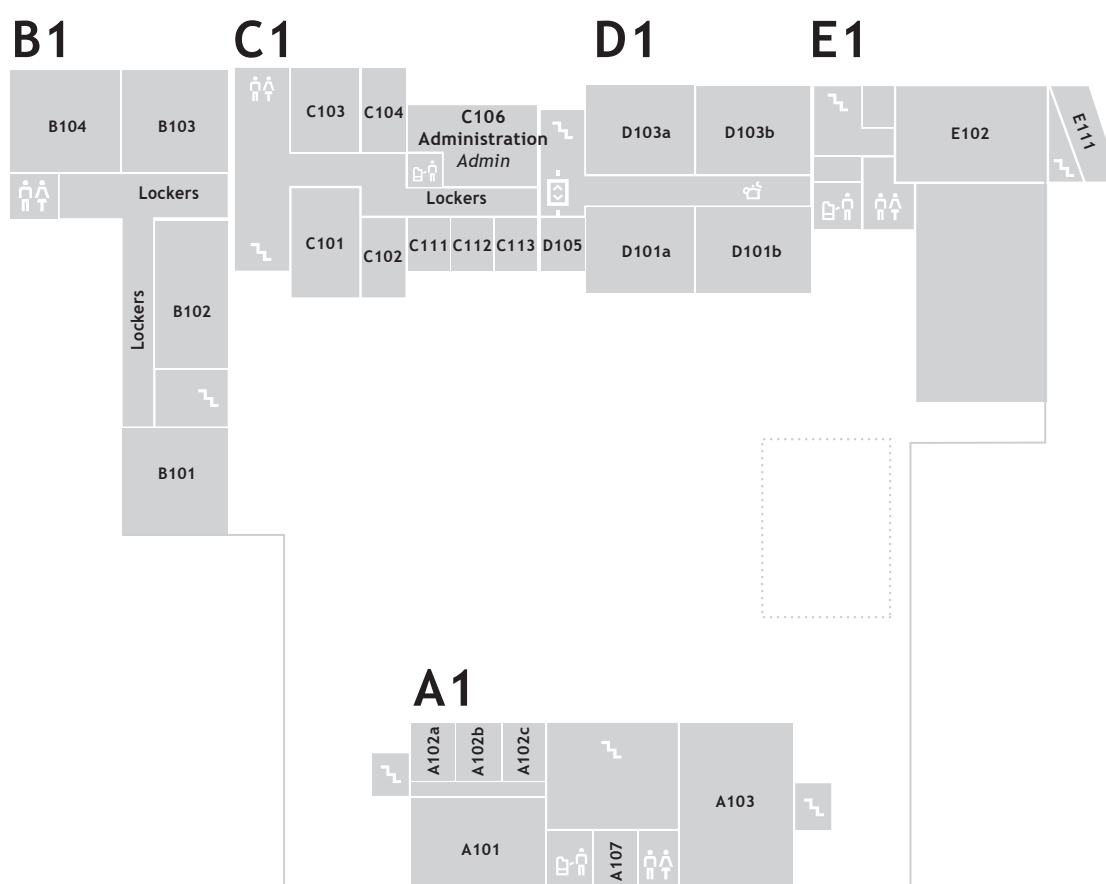 B1
C1
D1
E1
B104
B103
Lockers
Lockers
B102
B101
C103
C104
C106
Administration
Admin
Lockers
C101
C102
C111
C112
C113
D105
D103a
D103b
D101a
D101b
E102
E111
A1
A102a
A102b
A102c
A101
A107
A103